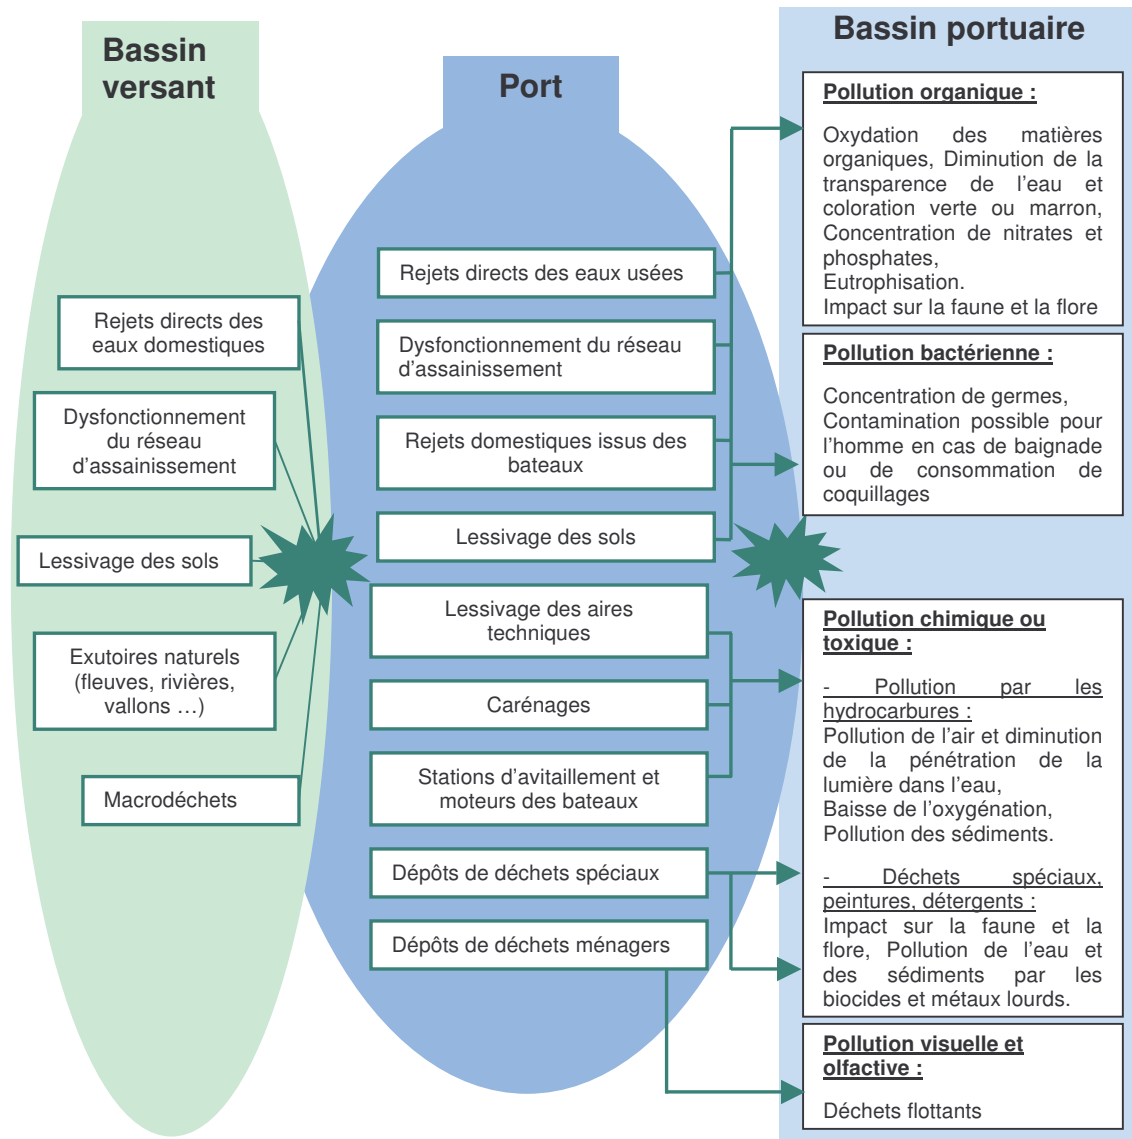 Bassin
versant
Rejets directs des
eaux domestiques
Dysfonctionnement
du réseau
d’assainissement
Lessivage des sols
Exutoires naturels
(fleuves, rivières,
vallons …)
Macrodéchets
Port
Rejets directs des eaux usées
Dysfonctionnement du réseau
d’assainissement
Rejets domestiques issus des
bateaux
Lessivage des sols
Lessivage des aires
techniques
Carénages
Stations d’avitaillement et
moteurs des bateaux
Dépôts de déchets spéciaux
Dépôts de déchets ménagers
Bassin portuaire
Pollution organique :
Oxydation des matières
organiques, Diminution de la
transparence de l’eau et
coloration verte ou marron,
Concentration de nitrates et
phosphates,
Eutrophisation.
Impact sur la faune et la flore
Pollution bactérienne :
Concentration de germes,
Contamination possible pour
l’homme en cas de baignade
ou de consommation de
coquillages
Pollution chimique ou
toxique :
- Pollution par les
hydrocarbures :
Pollution de l’air et diminution
de la pénétration de la
lumière dans l’eau,
Baisse de l’oxygénation,
Pollution des sédiments.
- Déchets spéciaux,
peintures, détergents :
Impact sur la faune et la
flore, Pollution de l’eau et
des sédiments par les
biocides et métaux lourds.
Pollution visuelle et
olfactive :
Déchets flottants